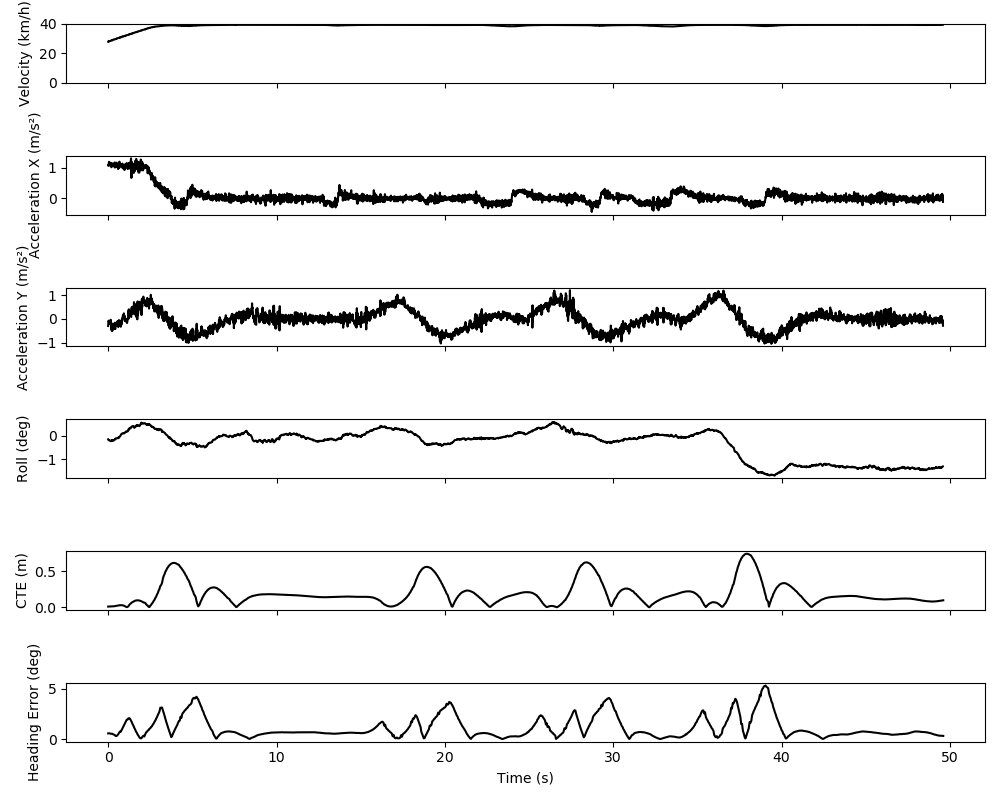 Velocity (km/h)
40
20
0
Acceleration X (m/s²)
1
0
Acceleration Y (m/s²)
1
0
−1
Roll (deg)
0
−1
CTE (m)
0.5
0.0
Heading Error (deg)
5
0
0 10 20 30 40 50
Time (s)